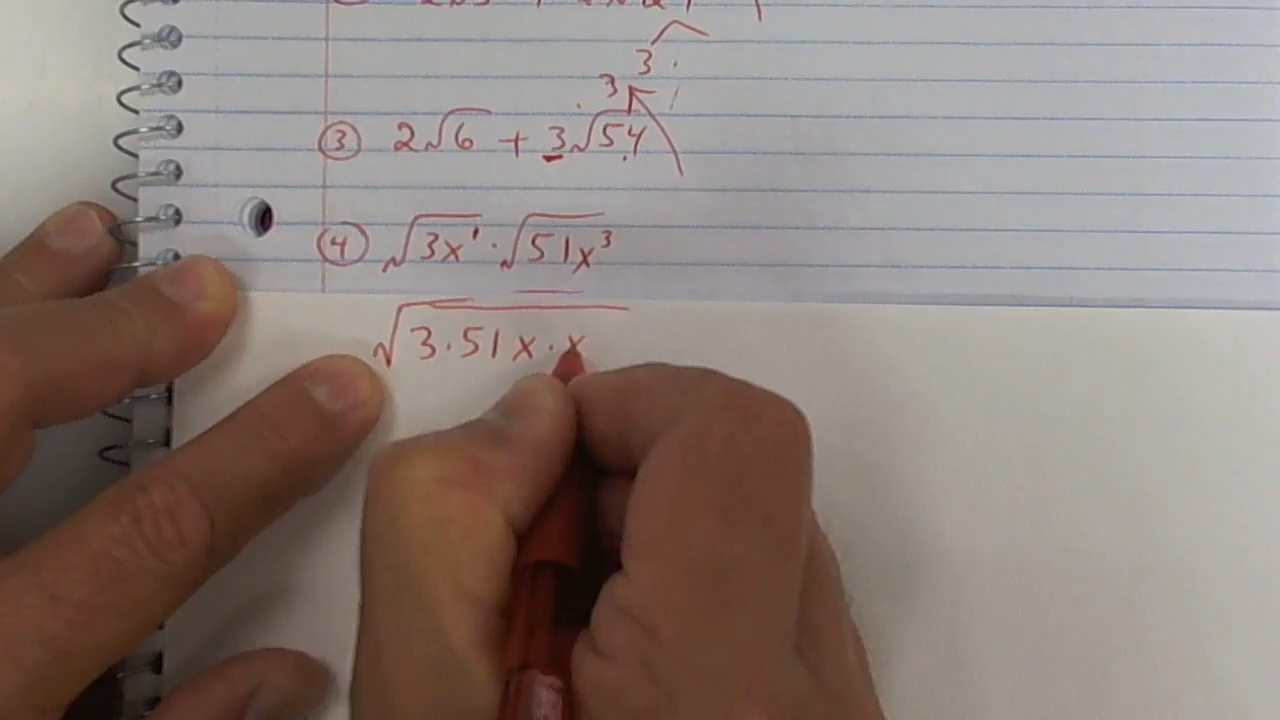 3 .
3
③ 2√6 + 3√54
④ √3x¹ · √51x³
√3·51x·x